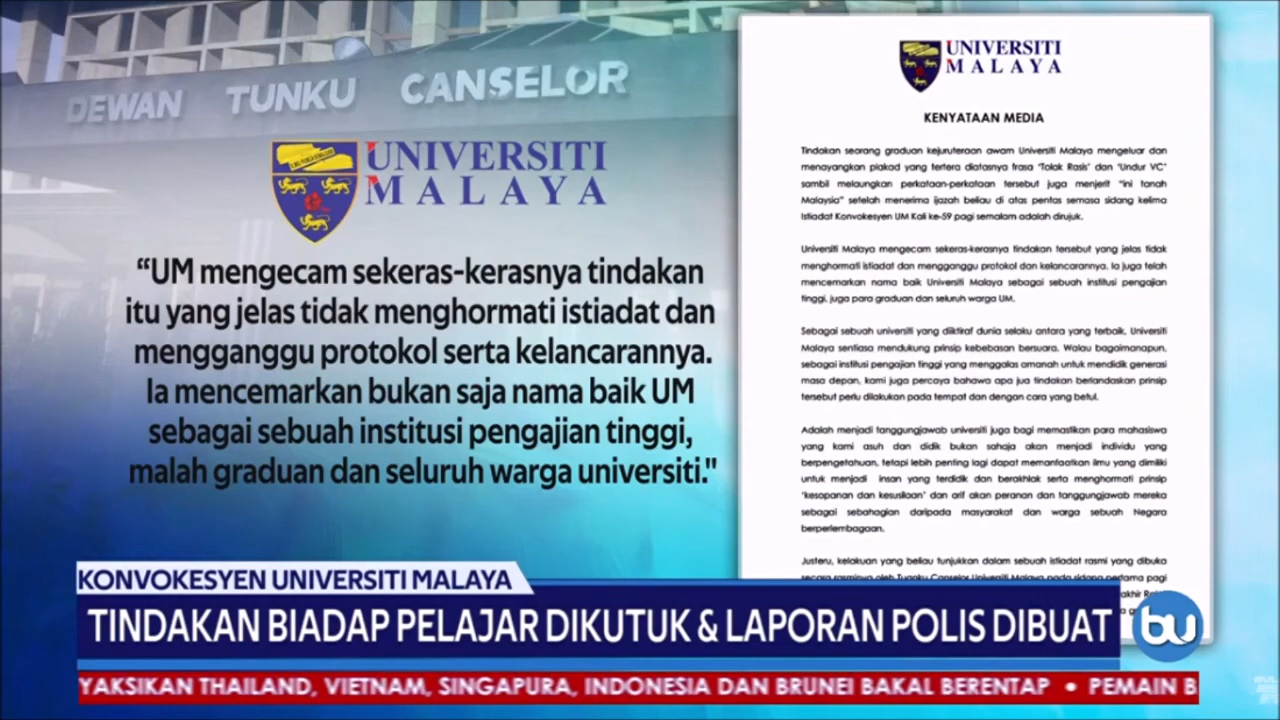 DEWAN TUNKU CANSELOR
UNIVERSITI
MALAYA
“UM mengecam sekeras-kerasnya tindakan
itu yang jelas tidak menghormati istiadat dan
mengganggu protokol serta kelancarannya.
Ia mencemarkan bukan saja nama baik UM
sebagai sebuah institusi pengajian tinggi,
malah graduan dan seluruh warga universiti."
UNIVERSITI
MALAYA
KENYATAAN MEDIA
Tindakan seorang graduan kejuruteraan awam Universiti Malaya mengeluar dan
menayangkan plakad yang tertera diatasnya frasa ‘Tolak Rasis’ dan ‘Undur VC’
sambil melaungkan perkataan-perkataan tersebut juga menjerit “ini tanah
Malaysia” setelah menerima ijazah beliau di atas pentas semasa sidang kelima
Istiadat Konvokesyen UM Kali ke-59 pagi semalam adalah dirujuk.
Universiti Malaya mengecam sekeras-kerasnya tindakan tersebut yang jelas tidak
menghormati istiadat dan mengganggu protokol dan kelancarannya. Ia juga telah
mencemarkan nama baik Universiti Malaya sebagai sebuah institusi pengajian
tinggi, juga para graduan dan seluruh warga UM.
Sebagai sebuah universiti yang diiktiraf dunia selaku antara yang terbaik, Universiti
Malaya sentiasa mendukung prinsip kebebasan bersuara. Walau bagaimanapun,
sebagai institusi pengajian tinggi yang menggalas amanah untuk mendidik generasi
masa depan, kami juga percaya bahawa apa jua tindakan berlandaskan prinsip
tersebut perlu dilakukan pada tempat dan dengan cara yang betul.
Adalah menjadi tanggungjawab universiti juga bagi memastikan para mahasiswa
yang kami asuh dan didik bukan sahaja akan menjadi individu yang
berpengetahuan, tetapi lebih penting lagi dapat memanfaatkan ilmu yang dimiliki
untuk menjadi insan yang terdidik dan berakhlak serta menghormati prinsip
‘kesopanan dan kesusilaan’ dan arif akan peranan dan tanggungjawab mereka
sebagai sebahagian daripada masyarakat dan warga sebuah Negara
berperlembagaan.
Justeru, kelakuan yang beliau tunjukkan dalam sebuah istiadat rasmi yang dibuka
secara rasminya oleh Tuanku Canselor Universiti Malaya pada sidang pertama pagi
KONVOKESYEN UNIVERSITI MALAYA
TINDAKAN BIADAP PELAJAR DIKUTUK & LAPORAN POLIS DIBUAT
bu
YAKSIKAN THAILAND, VIETNAM, SINGAPURA, INDONESIA DAN BRUNEI BAKAL BERENTAP • PEMAIN B